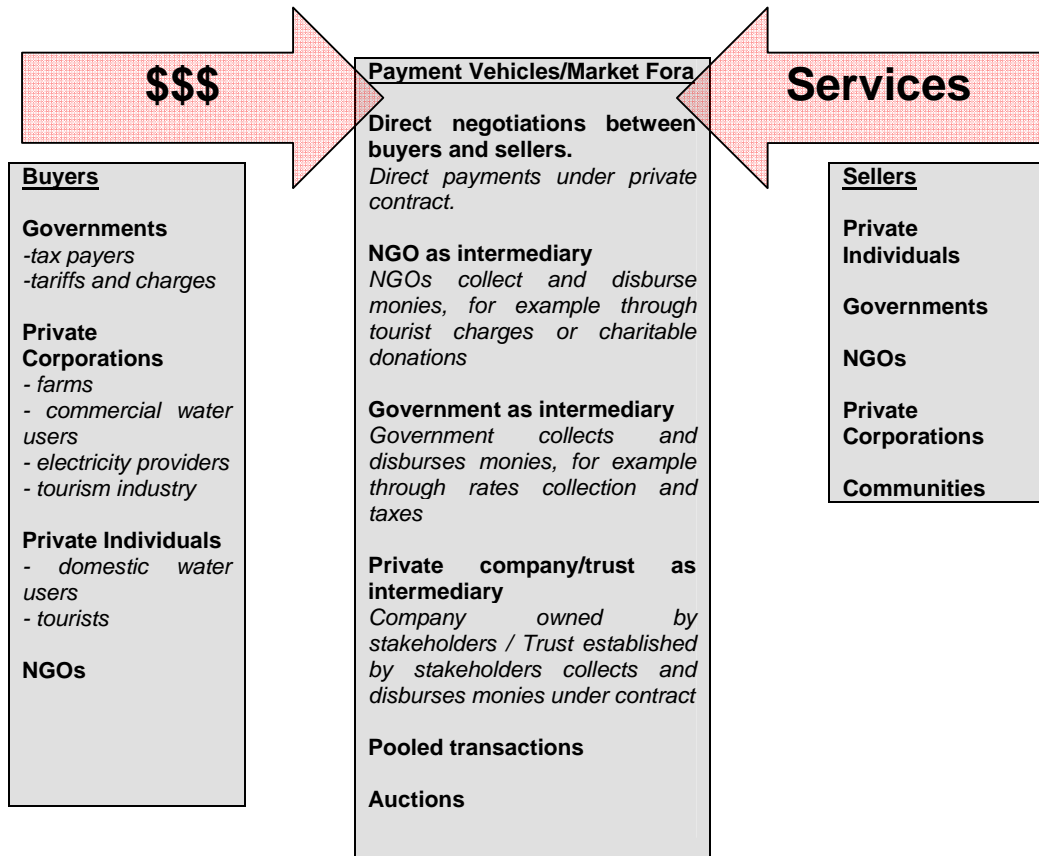 $$$
Services
Buyers
Governments
-tax payers
-tariffs and charges
Private
Corporations
- farms
- commercial water
users
- electricity providers
- tourism industry
Private Individuals
- domestic water
users
- tourists
NGOs
Payment Vehicles/Market Fora
Direct negotiations between
buyers and sellers.
Direct payments under private
contract.
NGO as intermediary
NGOs collect and disburse
monies, for example through
tourist charges or charitable
donations
Government as intermediary
Government collects and
disburses monies, for example
through rates collection and
taxes
Private company/trust as
intermediary
Company owned by
stakeholders / Trust established
by stakeholders collects and
disburses monies under contract
Pooled transactions
Auctions
Sellers
Private
Individuals
Governments
NGOs
Private
Corporations
Communities